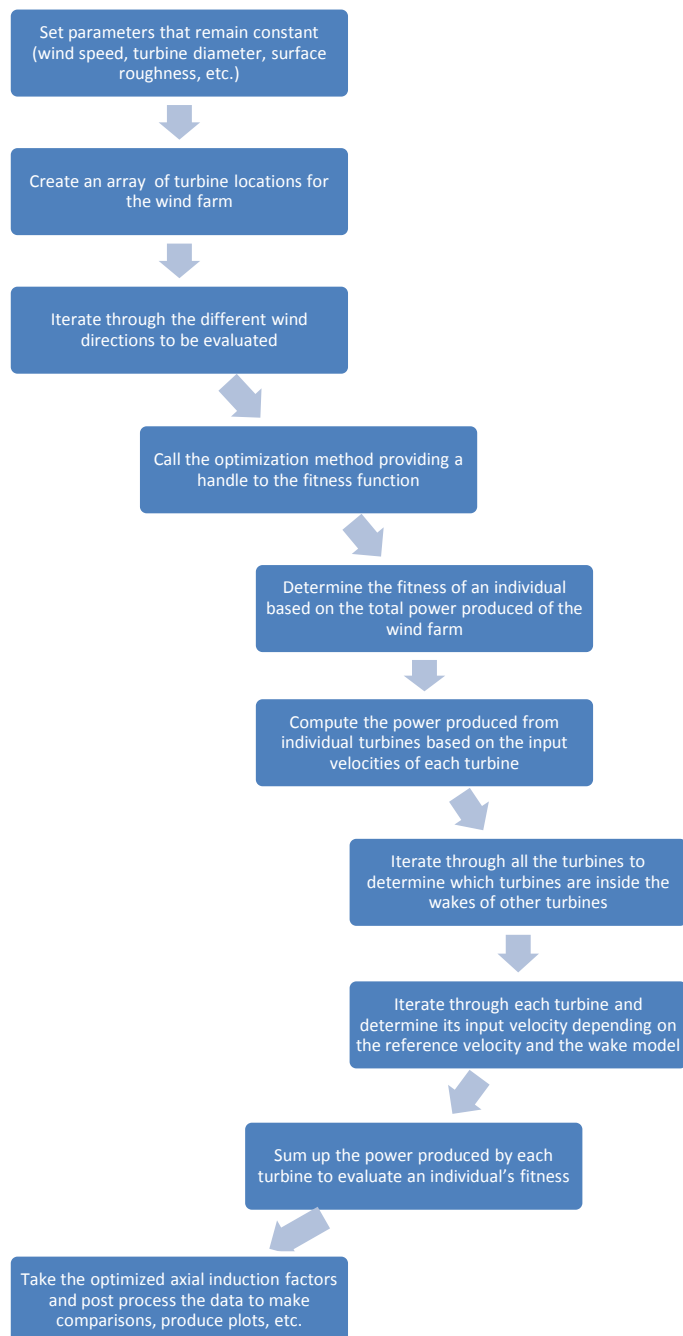 Set parameters that remain constant
(wind speed, turbine diameter, surface
roughness, etc.)
Create an array of turbine locations for
the wind farm
Iterate through the different wind
directions to be evaluated
Call the optimization method providing a
handle to the fitness function
Determine the fitness of an individual
based on the total power produced of the
wind farm
Compute the power produced from
individual turbines based on the input
velocities of each turbine
Iterate through all the turbines to
determine which turbines are inside the
wakes of other turbines
Iterate through each turbine and
determine its input velocity depending on
the reference velocity and the wake model
Sum up the power produced by each
turbine to evaluate an individual’s fitness
Take the optimized axial induction factors
and post process the data to make
comparisons, produce plots, etc.